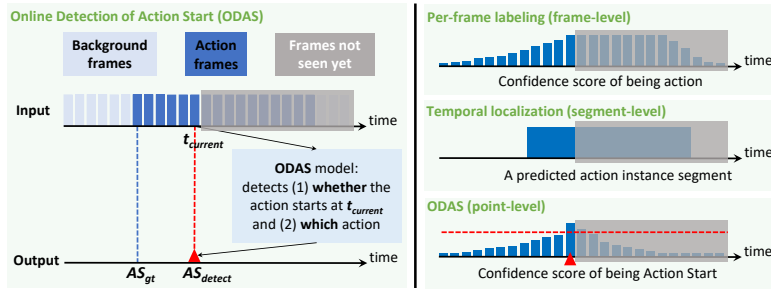 Online Detection of Action Start (ODAS)
Background
frames
Action
frames
Frames not
seen yet
Input
time
t_current
ODAS model:
detects (1) whether the
action starts at t_current
and (2) which action
Output
time
AS_gt
AS_detect
Per-frame labeling (frame-level)
time
Confidence score of being action
Temporal localization (segment-level)
time
A predicted action instance segment
ODAS (point-level)
time
Confidence score of being Action Start